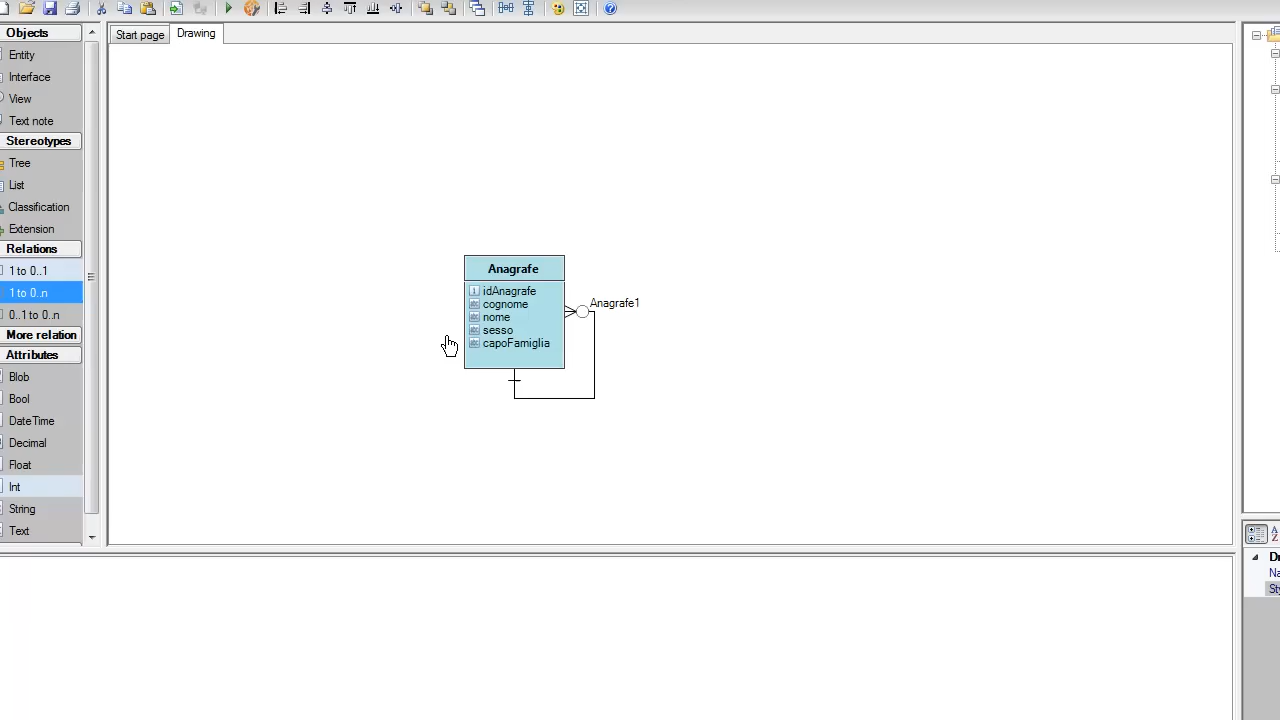 Start page
Drawing
Objects
Entity
Interface
View
Text note
Stereotypes
Tree
List
Classification
Extension
Relations
1 to 0..1
1 to 0..n
0..1 to 0..n
More relation
Attributes
Blob
Bool
DateTime
Decimal
Float
Int
String
Text
Anagrafe
idAnagrafe
cognome
nome
sesso
capoFamiglia
Anagrafe1